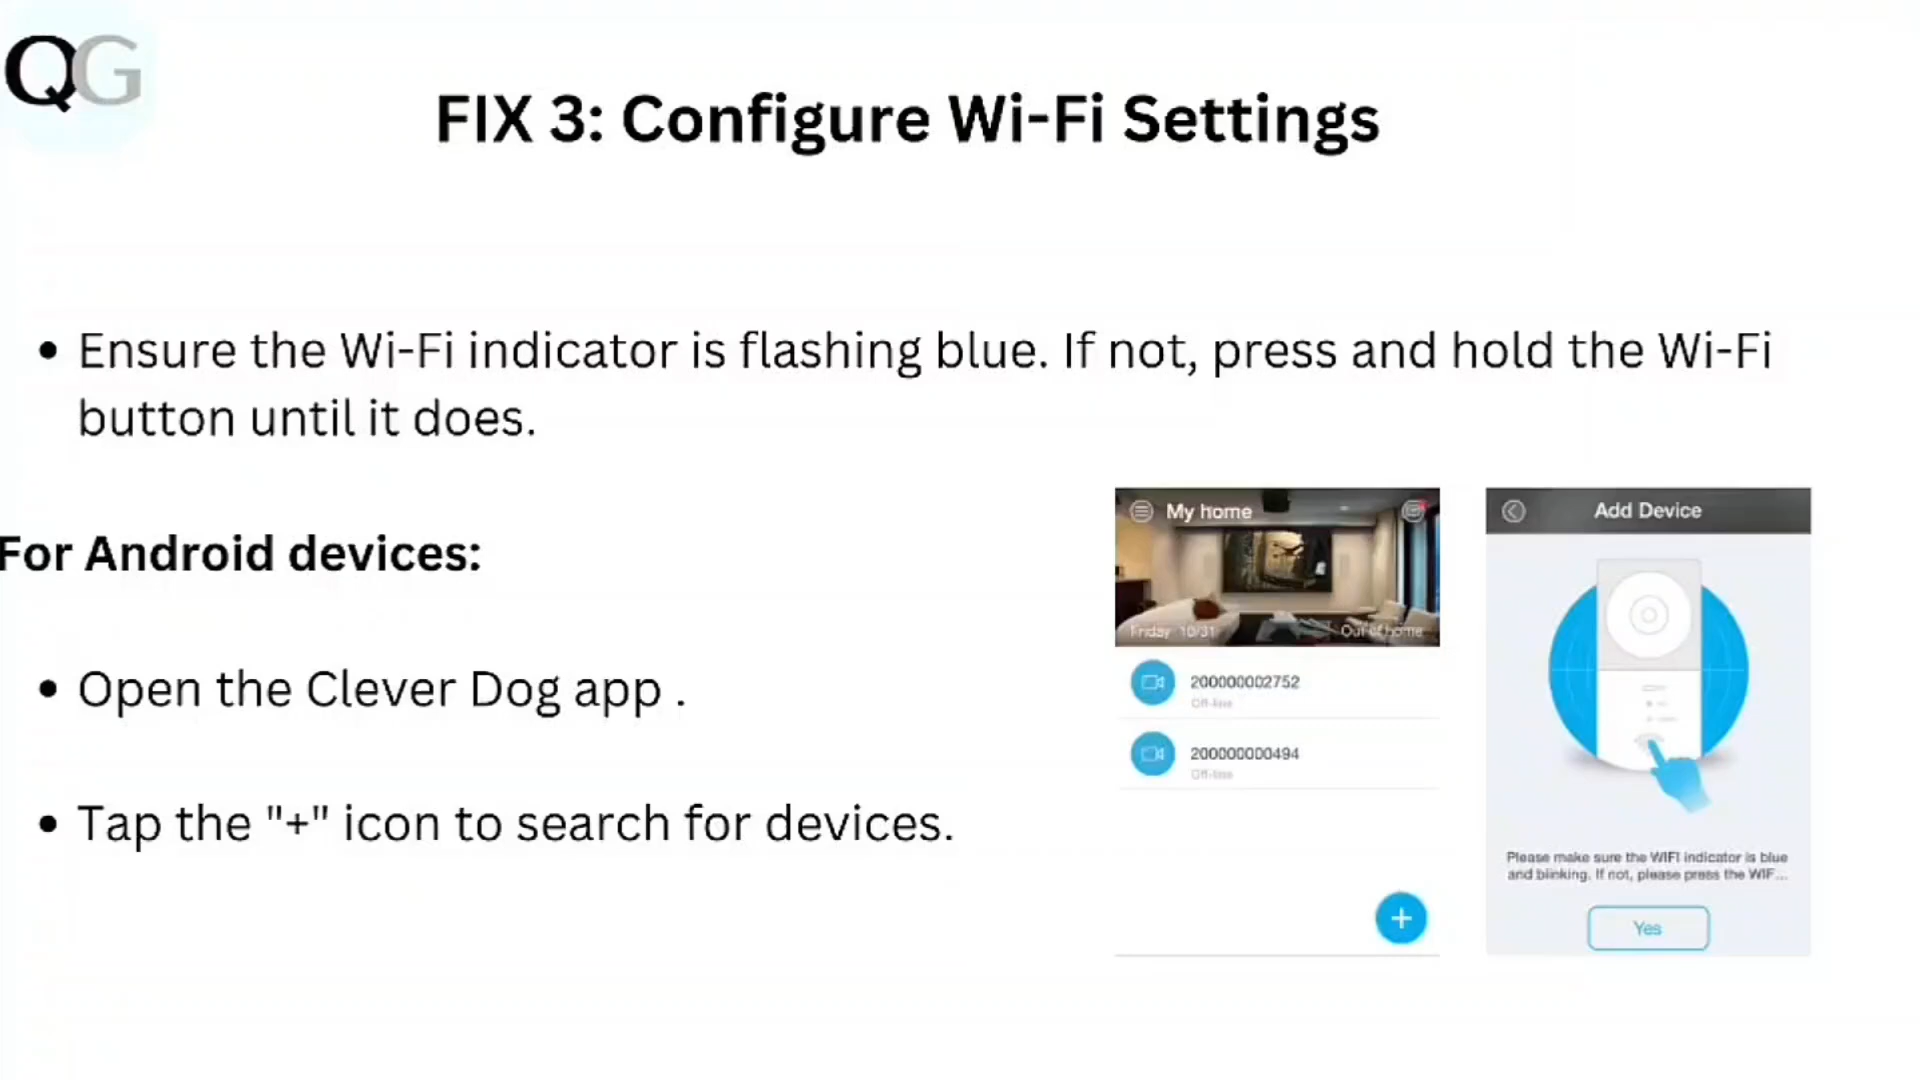 QG
FIX 3: Configure Wi-Fi Settings
• Ensure the Wi-Fi indicator is flashing blue. If not, press and hold the Wi-Fi
button until it does.
For Android devices:
• Open the Clever Dog app .
• Tap the "+" icon to search for devices.
My home
Friday 10/31 Out of home
200000002752
Off-line
200000000494
Off-line
+
Add Device
Please make sure the WIFI indicator is blue
and blinking. If not, please press the WIF...
Yes